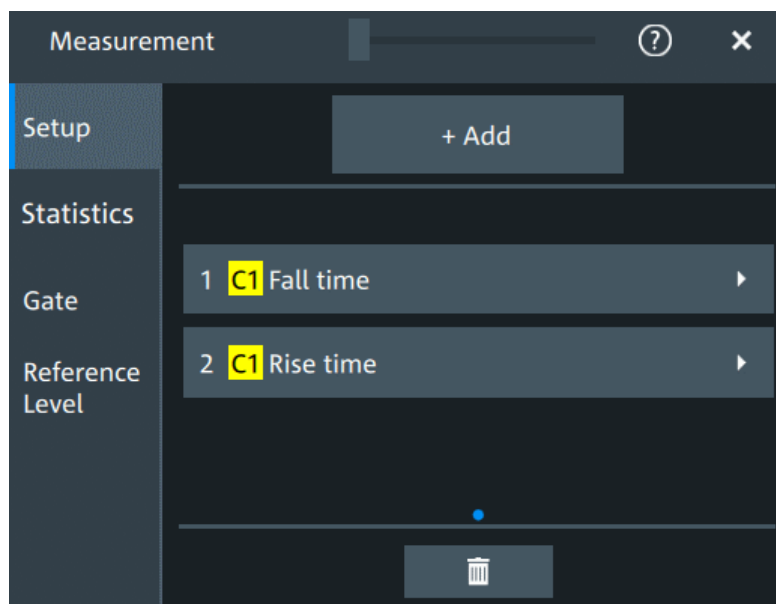 Measurement
?
×
Setup
+ Add
Statistics
1 C1 Fall time
Gate
2 C1 Rise time
Reference
Level